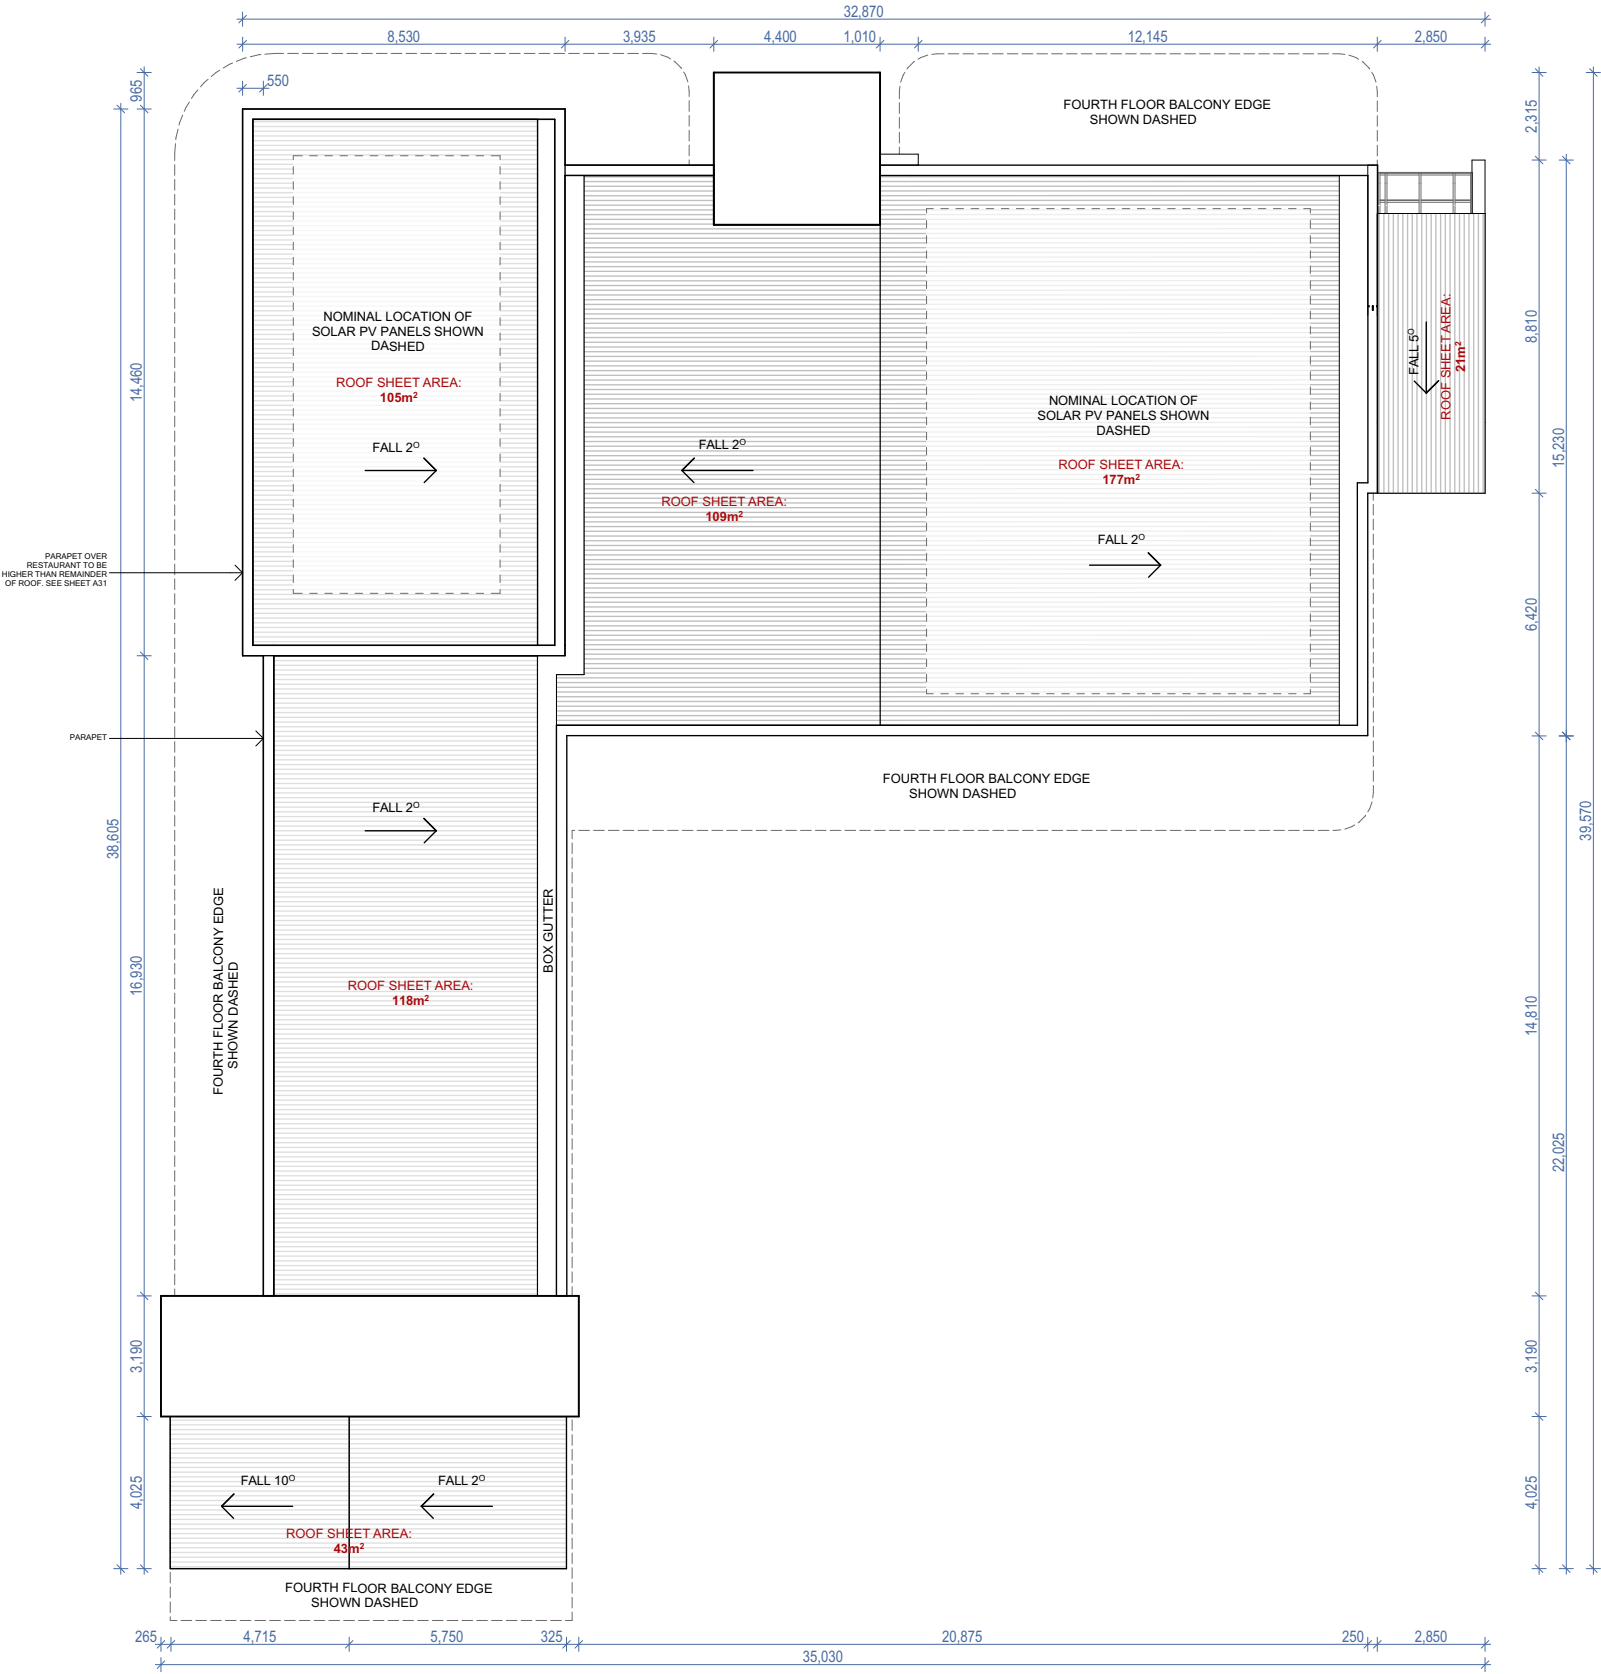 32,870
8,530
3,935
4,400
1,010
12,145
2,850
550
965
2,315
FOURTH FLOOR BALCONY EDGE
SHOWN DASHED
NOMINAL LOCATION OF
SOLAR PV PANELS SHOWN
DASHED
ROOF SHEET AREA:
105m²
FALL 2º
14,460
FALL 2º
ROOF SHEET AREA:
109m²
NOMINAL LOCATION OF
SOLAR PV PANELS SHOWN
DASHED
ROOF SHEET AREA:
177m²
FALL 2º
FALL 5º
ROOF SHEET AREA:
21m²
8,810
15,230
6,420
PARAPET OVER
RESTAURANT TO BE
HIGHER THAN REMAINDER
OF ROOF. SEE SHEET A31
PARAPET
FOURTH FLOOR BALCONY EDGE
SHOWN DASHED
FALL 2º
38,605
39,570
FOURTH FLOOR BALCONY EDGE
SHOWN DASHED
BOX GUTTER
16,930
ROOF SHEET AREA:
118m²
14,810
22,025
3,190
3,190
FALL 10º
FALL 2º
4,025
4,025
ROOF SHEET AREA:
43m²
FOURTH FLOOR BALCONY EDGE
SHOWN DASHED
265
4,715
5,750
325
20,875
250
2,850
35,030